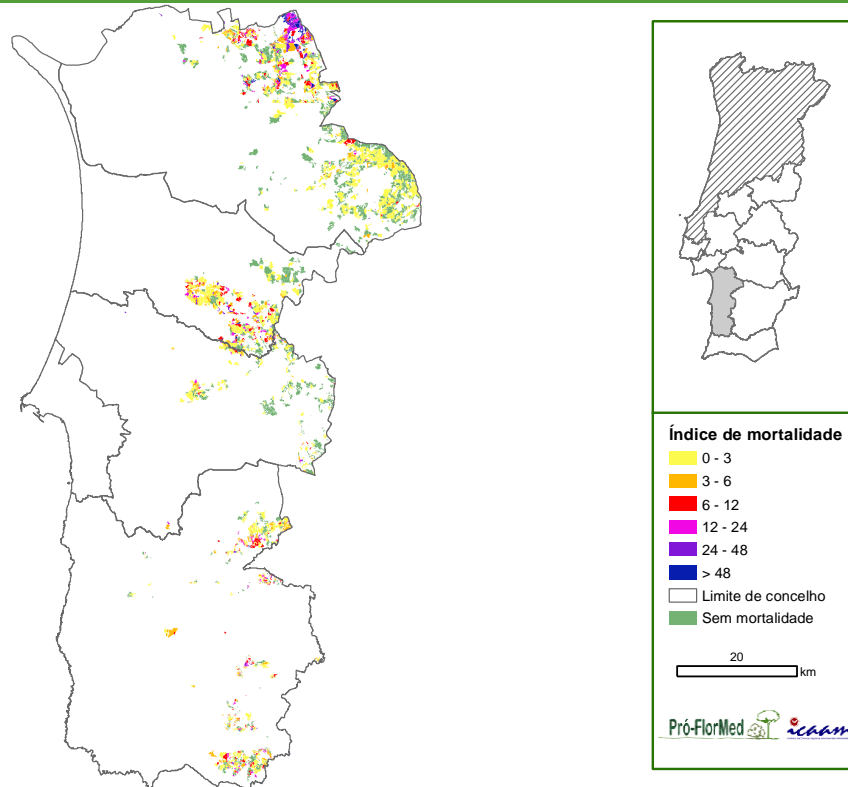 Índice de mortalidade
0 - 3
3 - 6
6 - 12
12 - 24
24 - 48
> 48
Limite de concelho
Sem mortalidade
20
km
Pró-FlorMed icaam